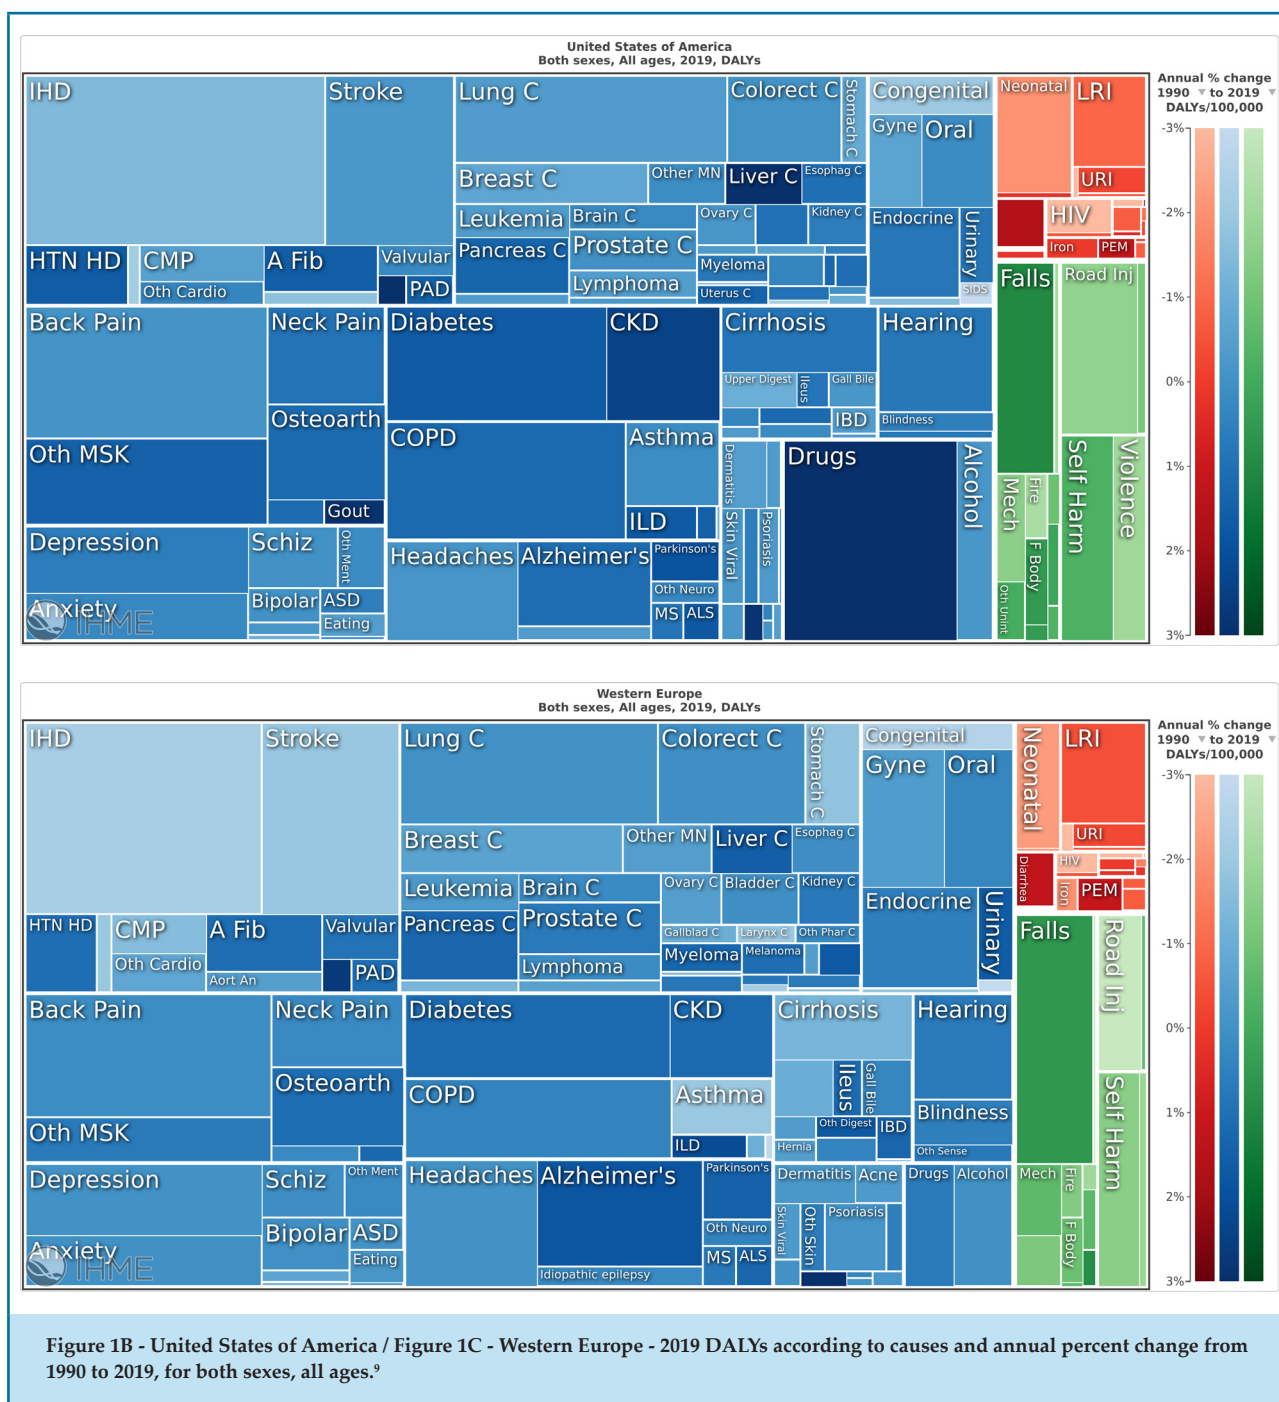 United States of America
Both sexes, All ages, 2019, DALYs
IHD
Stroke
Lung C
Colorect C
Stomach C
Congenital
Neonatal
LRI
Gyne
Oral
Breast C
Other MN
Liver C
Esophag C
URI
Leukemia
Brain C
Ovary C
Kidney C
Endocrine
Urinary
HIV
HTN HD
CMP
A Fib
Valvular
Pancreas C
Prostate C
Iron
PEM
Oth Cardio
PAD
Lymphoma
Myeloma
Uterus C
SIDS
Falls
Road Inj
Back Pain
Neck Pain
Diabetes
CKD
Cirrhosis
Hearing
Upper Digest
Ileus
Gall Bile
Osteoarth
IBD
Blindness
Oth MSK
COPD
Asthma
Dermatitis
Drugs
Alcohol
Self Harm
Violence
Gout
ILD
Mech
Fire
Depression
Schiz
Oth Ment
Headaches
Alzheimer's
Parkinson's
Skin Viral
Psoriasis
F Body
Anxiety
Bipolar
ASD
Oth Neuro
Oth Unint
Eating
MS
ALS
IHME
Annual % change
1990 ▼ to 2019 ▼
DALYs/100,000
-3%
-2%
-1%
0%
1%
2%
3%
Western Europe
Both sexes, All ages, 2019, DALYs
IHD
Stroke
Lung C
Colorect C
Stomach C
Congenital
Neonatal
LRI
Gyne
Oral
Breast C
Other MN
Liver C
Esophag C
URI
Leukemia
Brain C
Ovary C
Bladder C
Kidney C
Endocrine
Urinary
Diarrhea
HIV
HTN HD
CMP
A Fib
Valvular
Pancreas C
Prostate C
Gallblad C
Larynx C
Oth Phar C
Iron
PEM
Oth Cardio
Aort An
PAD
Lymphoma
Myeloma
Melanoma
Falls
Road Inj
Back Pain
Neck Pain
Diabetes
CKD
Cirrhosis
Hearing
Osteoarth
COPD
Asthma
Ileus
Gall Bile
Blindness
Self Harm
Oth MSK
ILD
Hernia
Oth Digest
IBD
Oth Sense
Depression
Schiz
Oth Ment
Headaches
Alzheimer's
Parkinson's
Dermatitis
Acne
Drugs
Alcohol
Mech
Fire
Anxiety
Bipolar
ASD
Oth Neuro
Skin Viral
Oth Skin
Psoriasis
F Body
Eating
Idiopathic epilepsy
MS
ALS
IHME
Annual % change
1990 ▼ to 2019 ▼
DALYs/100,000
-3%
-2%
-1%
0%
1%
2%
3%
Figure 1B - United States of America / Figure 1C - Western Europe - 2019 DALYs according to causes and annual percent change from
1990 to 2019, for both sexes, all ages.⁹